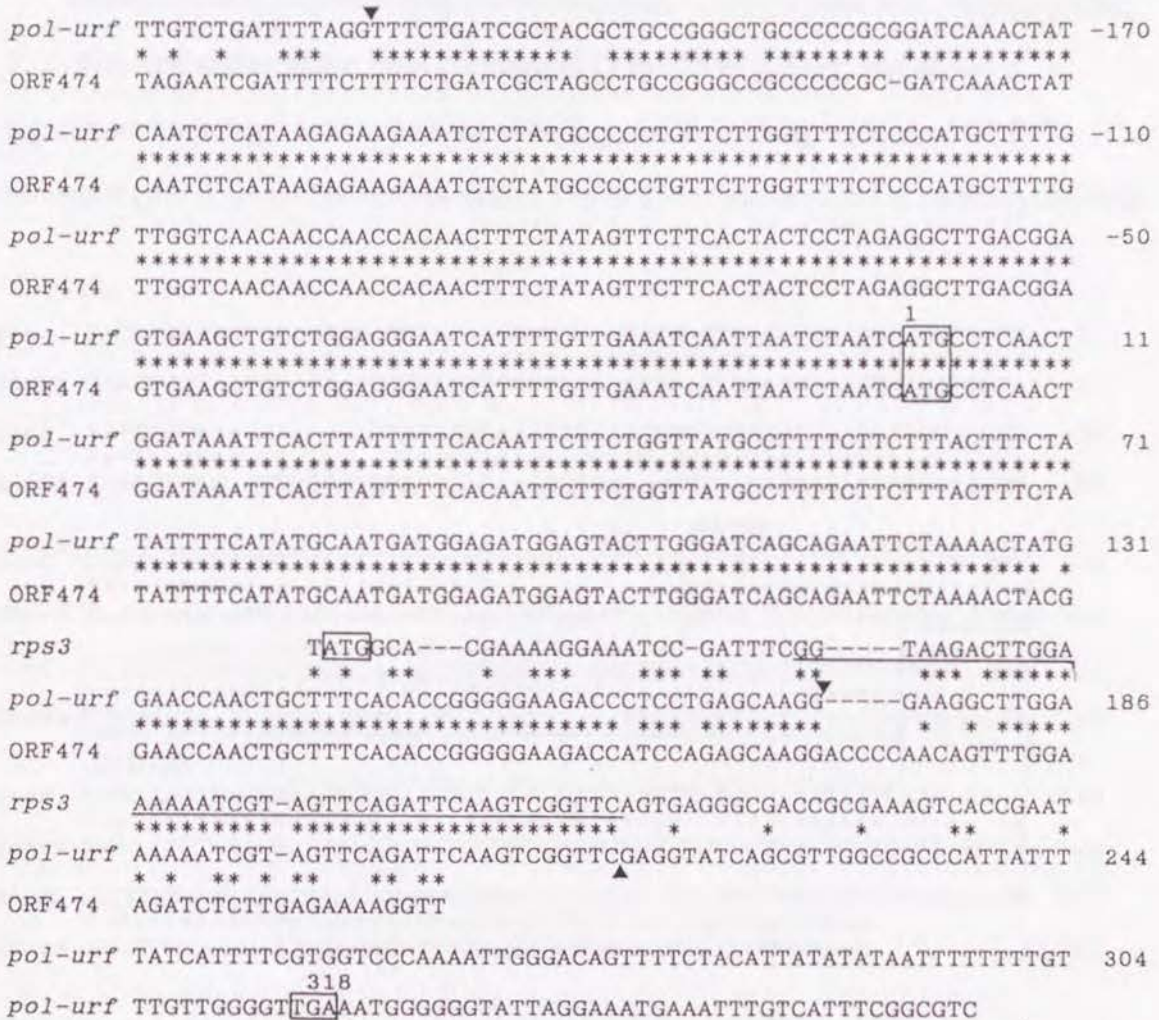 ▼
pol-urf TTGTCTGATTTTAGGTTTCTGATCGCTACGCTGCCGGGCTGCCCCCGCGGATCAAACTAT -170
* * * *** ************ ********* ******** ************
ORF474 TAGAATCGATTTTCTTTTCTGATCGCTAGCCTGCCGGGCCGCCCCCGC-GATCAAACTAT
pol-urf CAATCTCATAAGAGAAGAAATCTCTATGCCCCCTGTTCTTGGTTTTCTCCCATGCTTTTG -110
************************************************************
ORF474 CAATCTCATAAGAGAAGAAATCTCTATGCCCCCTGTTCTTGGTTTTCTCCCATGCTTTTG
pol-urf TTGGTCAACAACCAACCACAACTTTCTATAGTTCTTCACTACTCCTAGAGGCTTGACGGA -50
************************************************************
ORF474 TTGGTCAACAACCAACCACAACTTTCTATAGTTCTTCACTACTCCTAGAGGCTTGACGGA
1
pol-urf GTGAAGCTGTCTGGAGGGAATCATTTTGTTGAAATCAATTAATCTAATCATGCCTCAACT 11
************************************************************
ORF474 GTGAAGCTGTCTGGAGGGAATCATTTTGTTGAAATCAATTAATCTAATCATGCCTCAACT
pol-urf GGATAAATTCACTTATTTTTCACAATTCTTCTGGTTATGCCTTTTCTTCTTTACTTTCTA 71
************************************************************
ORF474 GGATAAATTCACTTATTTTTCACAATTCTTCTGGTTATGCCTTTTCTTCTTTACTTTCTA
pol-urf TATTTTCATATGCAATGATGGAGATGGAGTACTTGGGATCAGCAGAATTCTAAAACTATG 131
********************************************************** *
ORF474 TATTTTCATATGCAATGATGGAGATGGAGTACTTGGGATCAGCAGAATTCTAAAACTACG
rps3 TATGGCA---CGAAAAGGAAATCC-GATTTCGG-----TAAGACTTGGA
* * ** * *** *** ** ** *** ******
pol-urf GAACCAACTGCTTTCACACCGGGGGAAGACCCTCCTGAGCAAGG-----GAAGGCTTGGA 186
******************************* *** ******** * * *****
ORF474 GAACCAACTGCTTTCACACCGGGGGAAGACCATCCAGAGCAAGGACCCCAACAGTTTGGA
rps3 AAAAATCGT-AGTTCAGATTCAAGTCGGTTCAGTGAGGGCGACCGCGAAAGTCACCGAAT
********* ********************* * * * ** *
pol-urf AAAAATCGT-AGTTCAGATTCAAGTCGGTTCGAGGTATCAGCGTTGGCCGCCCATTATTT 244
* * ** * ** ** **
ORF474 AGATCTCTTGAGAAAAGGTT
pol-urf TATCATTTTCGTGGTCCCAAAATTGGGACAGTTTTCTACATTATATATAATTTTTTTTGT 304
318
pol-urf TTGTTGGGGTTGAAATGGGGGGTATTAGGAAATGAAATTTGTCATTTCGGCGTC